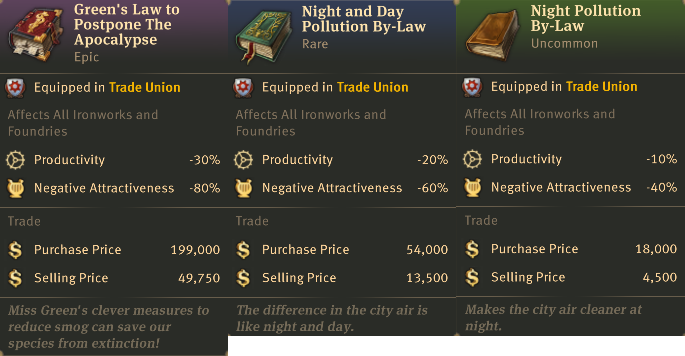 Green's Law to
Postpone The
Apocalypse
Epic
Equipped in Trade Union
Affects All Ironworks and
Foundries
Productivity -30%
Negative Attractiveness -80%
Trade
Purchase Price 199,000
Selling Price 49,750
Miss Green's clever measures to
reduce smog can save our
species from extinction!
Night and Day
Pollution By-Law
Rare
Equipped in Trade Union
Affects All Ironworks and
Foundries
Productivity -20%
Negative Attractiveness -60%
Trade
Purchase Price 54,000
Selling Price 13,500
The difference in the city air is
like night and day.
Night Pollution
By-Law
Uncommon
Equipped in Trade Union
Affects All Ironworks and
Foundries
Productivity -10%
Negative Attractiveness -40%
Trade
Purchase Price 18,000
Selling Price 4,500
Makes the city air cleaner at
night.